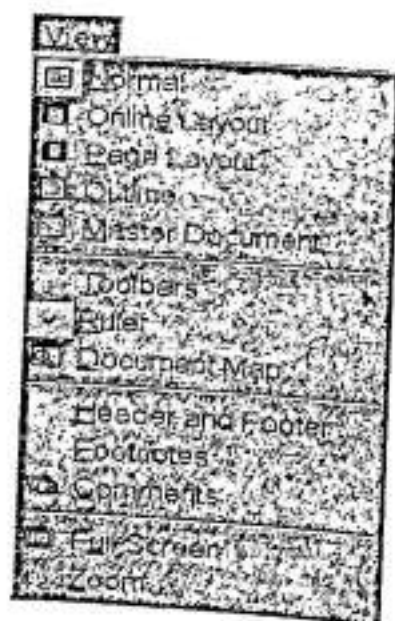 View
Normal
Online Layout
Page Layout
Outline
Master Document
Toolbars
Ruler
Document Map
Header and Footer
Footnotes
Comments
Full Screen
Zoom